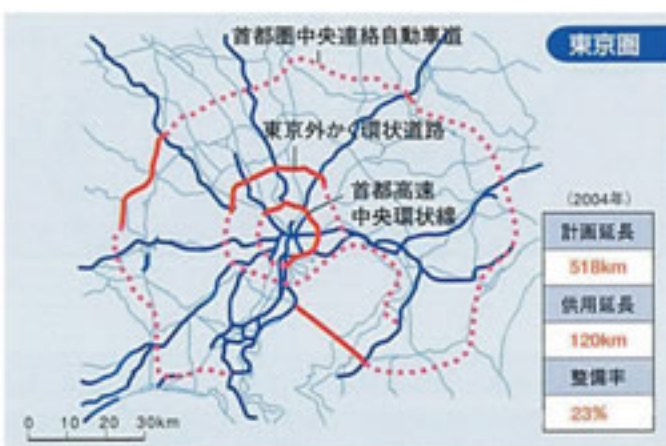 首都圏中央連絡自動車道
東京圏
東京外かく環状道路
首都高速
中央環状線
(2004年)
計画延長
518km
供用延長
120km
整備率
23%
0 10 20 30km